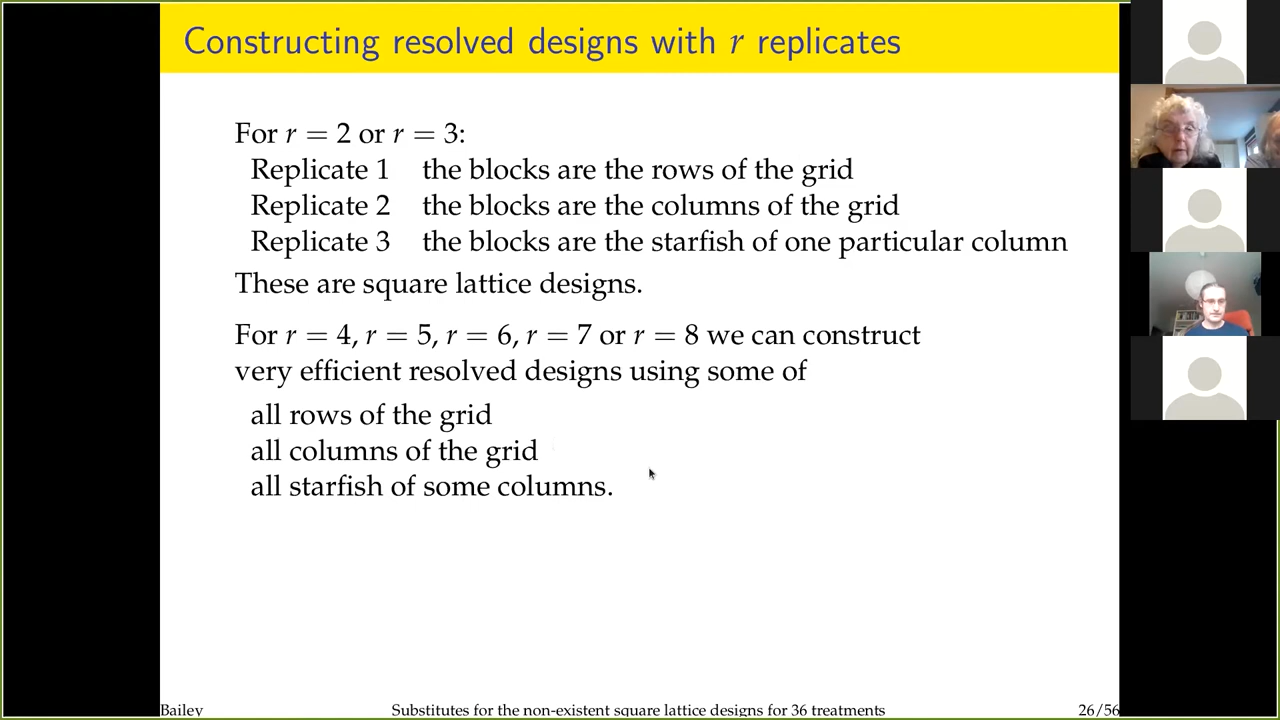 Constructing resolved designs with r replicates
For r = 2 or r = 3:
Replicate 1 the blocks are the rows of the grid
Replicate 2 the blocks are the columns of the grid
Replicate 3 the blocks are the starfish of one particular column
These are square lattice designs.
For r = 4, r = 5, r = 6, r = 7 or r = 8 we can construct
very efficient resolved designs using some of
all rows of the grid
all columns of the grid
all starfish of some columns.
Bailey Substitutes for the non-existent square lattice designs for 36 treatments 26/56